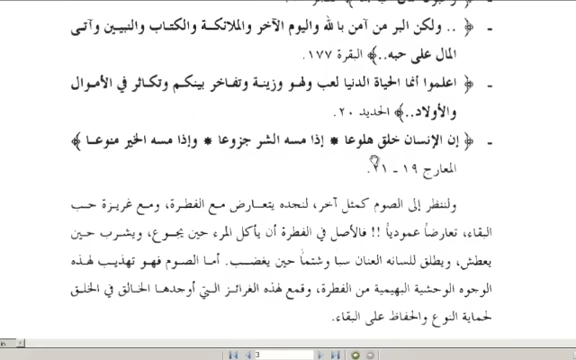 - ﴿ .. ولكن البر من آمن بالله واليوم الآخر والملائكة والكتاب والنبيين وآتى
المال على حبه..﴾ البقرة ١٧٧.
- ﴿ اعلموا أنما الحياة الدنيا لعب ولهو وزينة وتفاخر بينكم وتكاثر في الأموال
والأولاد..﴾ الحديد ٢٠.
- ﴿ إن الإنسان خلق هلوعا * إذا مسه الشر جزوعا * وإذا مسه الخير منوعا ﴾
المعارج ١٩ - ٢١.
ولننظر إلى الصوم كمثل آخر، لنجده يتعارض مع الفطرة، ومع غريزة حب
البقاء، تعارضاً عمودياً !! فالأصل في الفطرة أن يأكل المرء حين يجوع، ويشرب حين
يعطش، ويطلق للسانه العنان سبا وشتماً حين يغضب. أما الصوم فهو تهذيب لهذه
الوجوه الوحشية البهيمية من الفطرة، وقمع لهذه الغرائز التي أوجدها الخالق في الخلق
لحماية النوع والحفاظ على البقاء.
3